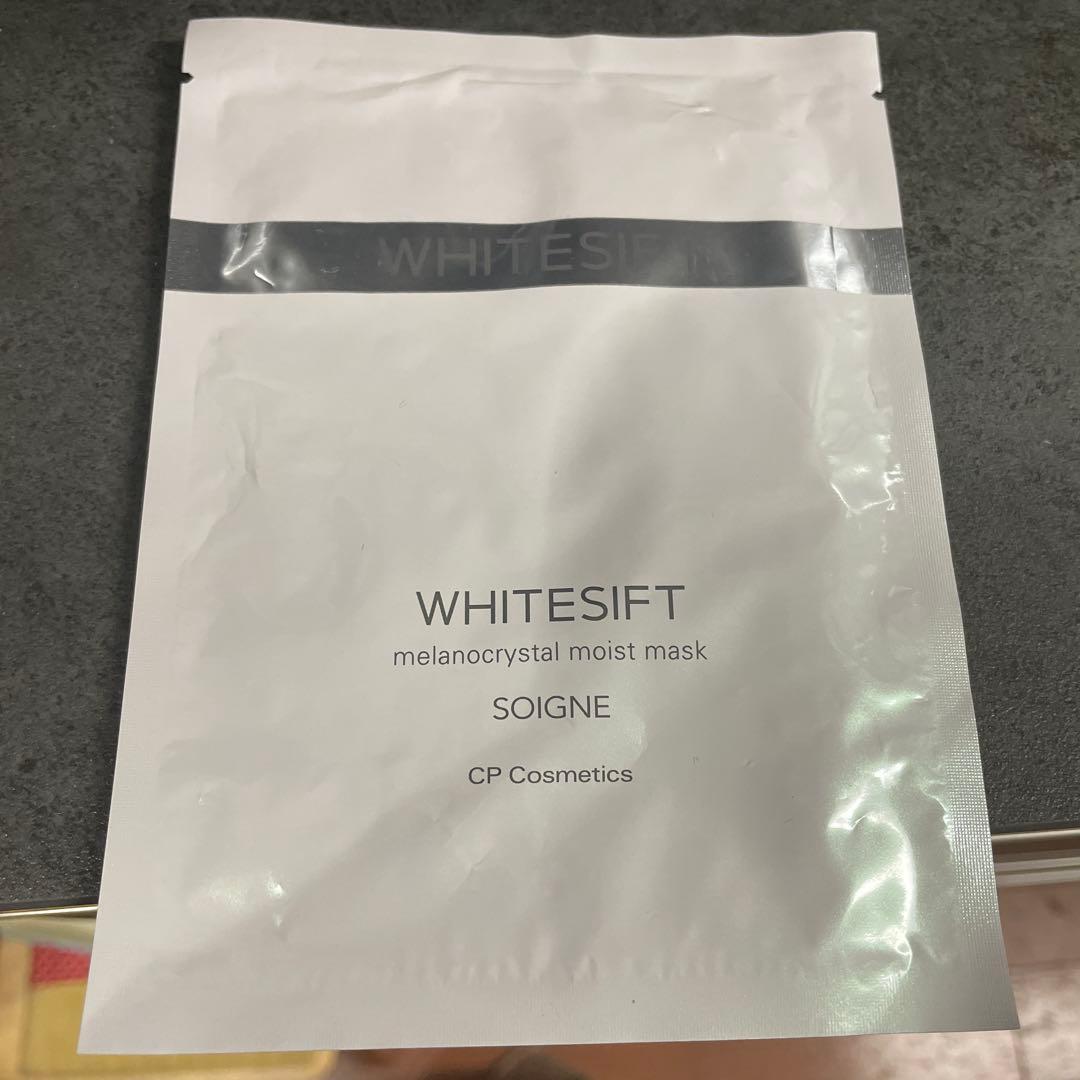 WHITESIFT
WHITESIFT
melanocrystal moist mask
SOIGNE
CP Cosmetics